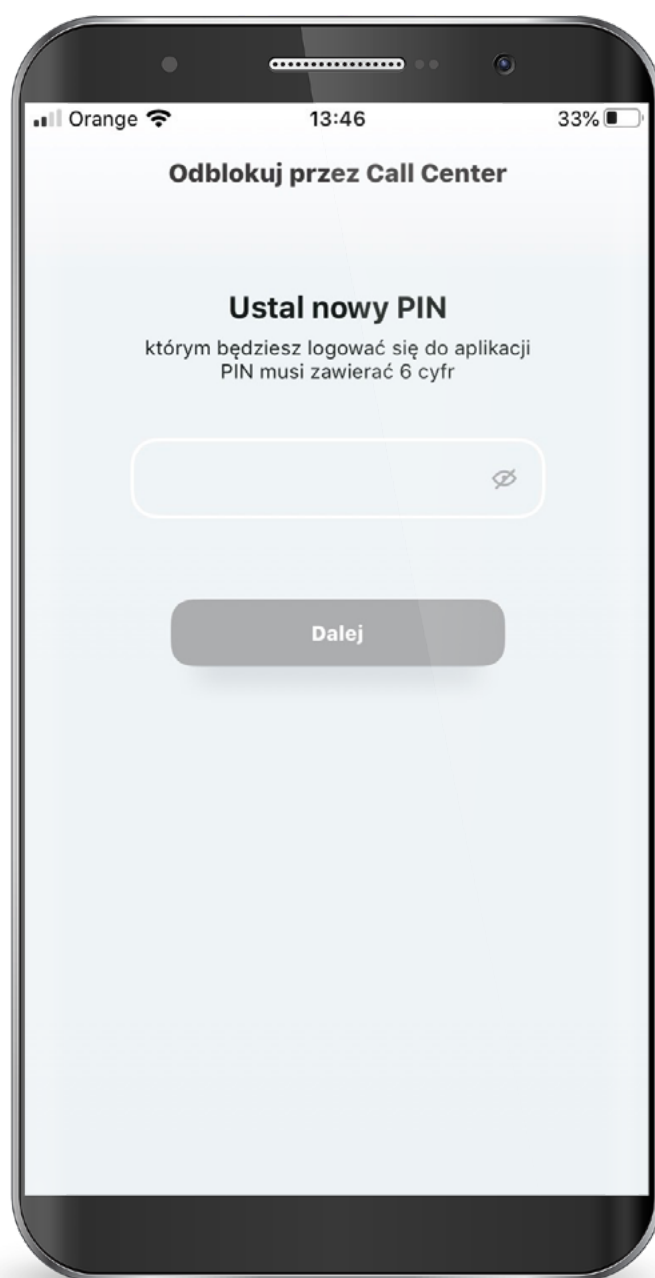 Orange 13:46 33%
Odblokuj przez Call Center
Ustal nowy PIN
którym będziesz logować się do aplikacji
PIN musi zawierać 6 cyfr
Dalej